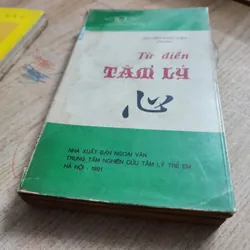 Từ điển
TÂM LÝ
心
NHÀ XUẤT BẢN NGOẠI VĂN
TRUNG TÂM NGHIÊN CỨU TÂM LÝ TRẺ EM
HÀ NỘI - 1991